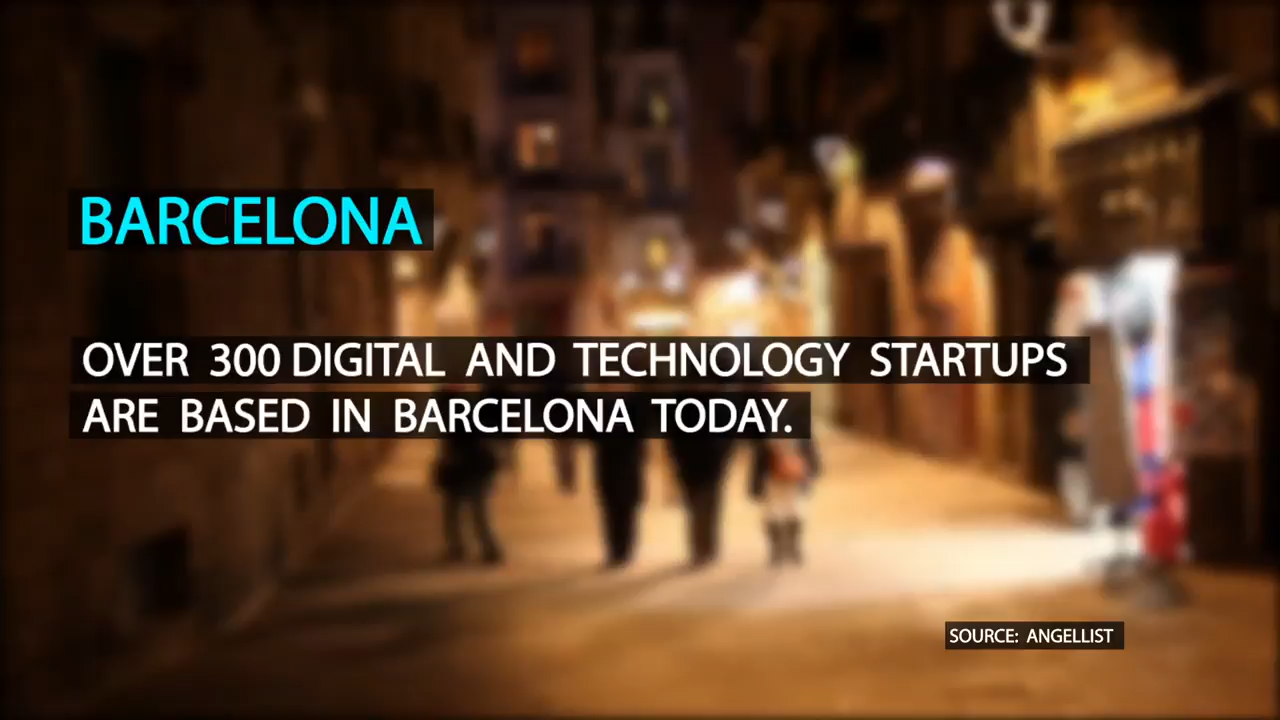 BARCELONA
OVER 300 DIGITAL AND TECHNOLOGY STARTUPS
ARE BASED IN BARCELONA TODAY.
SOURCE: ANGELLIST